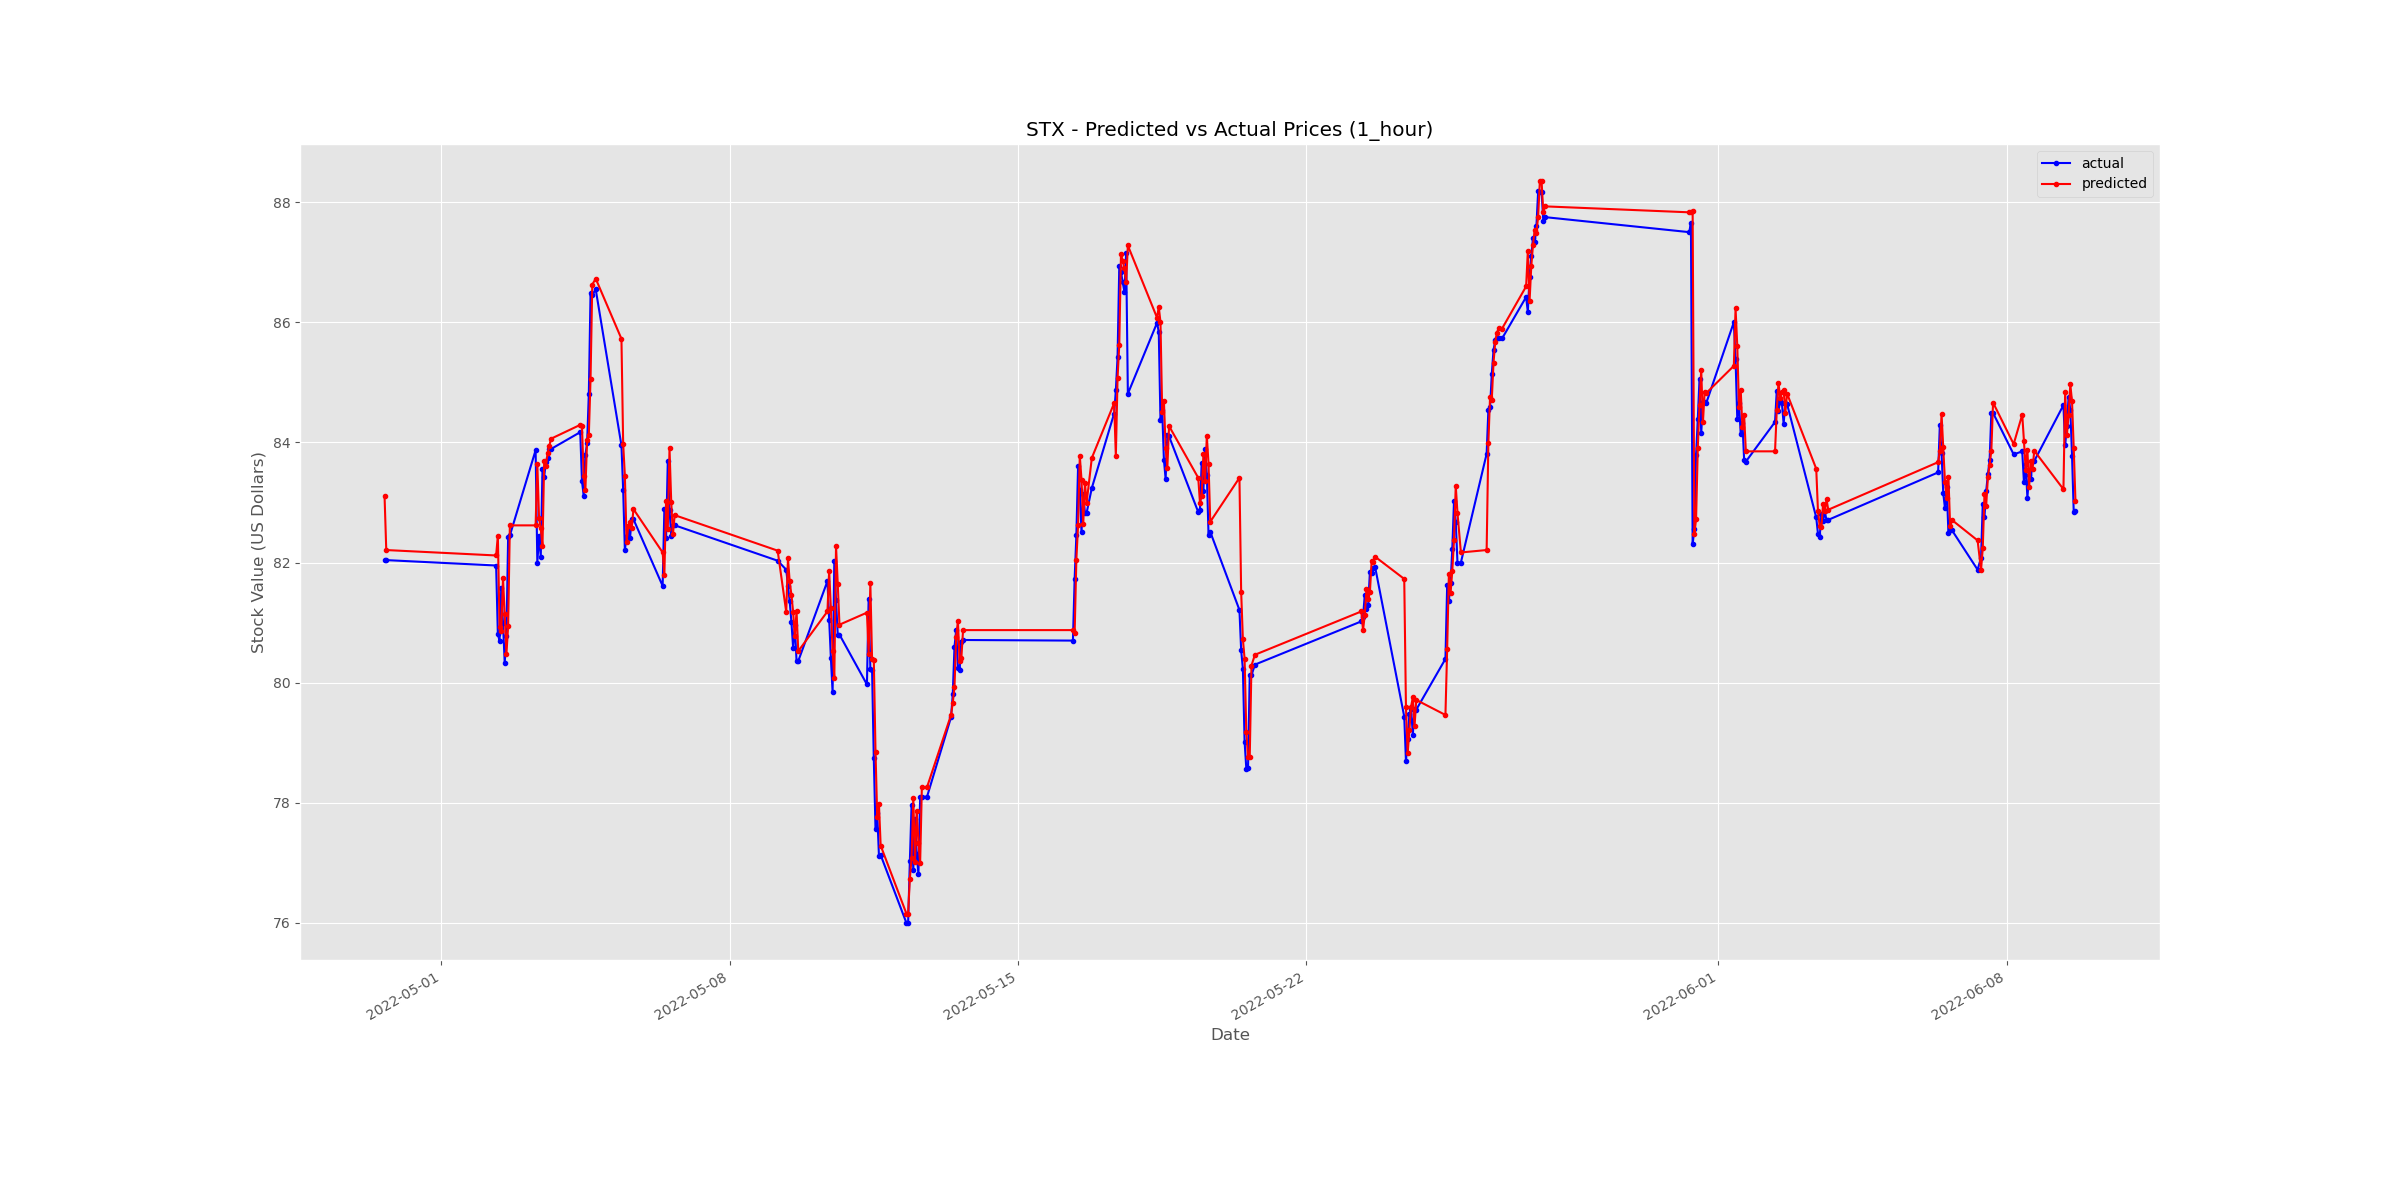 STX - Predicted vs Actual Prices (1_hour)
actual
predicted
Stock Value (US Dollars)
88
86
84
82
80
78
76
2022-05-01
2022-05-08
2022-05-15
2022-05-22
2022-06-01
2022-06-08
Date